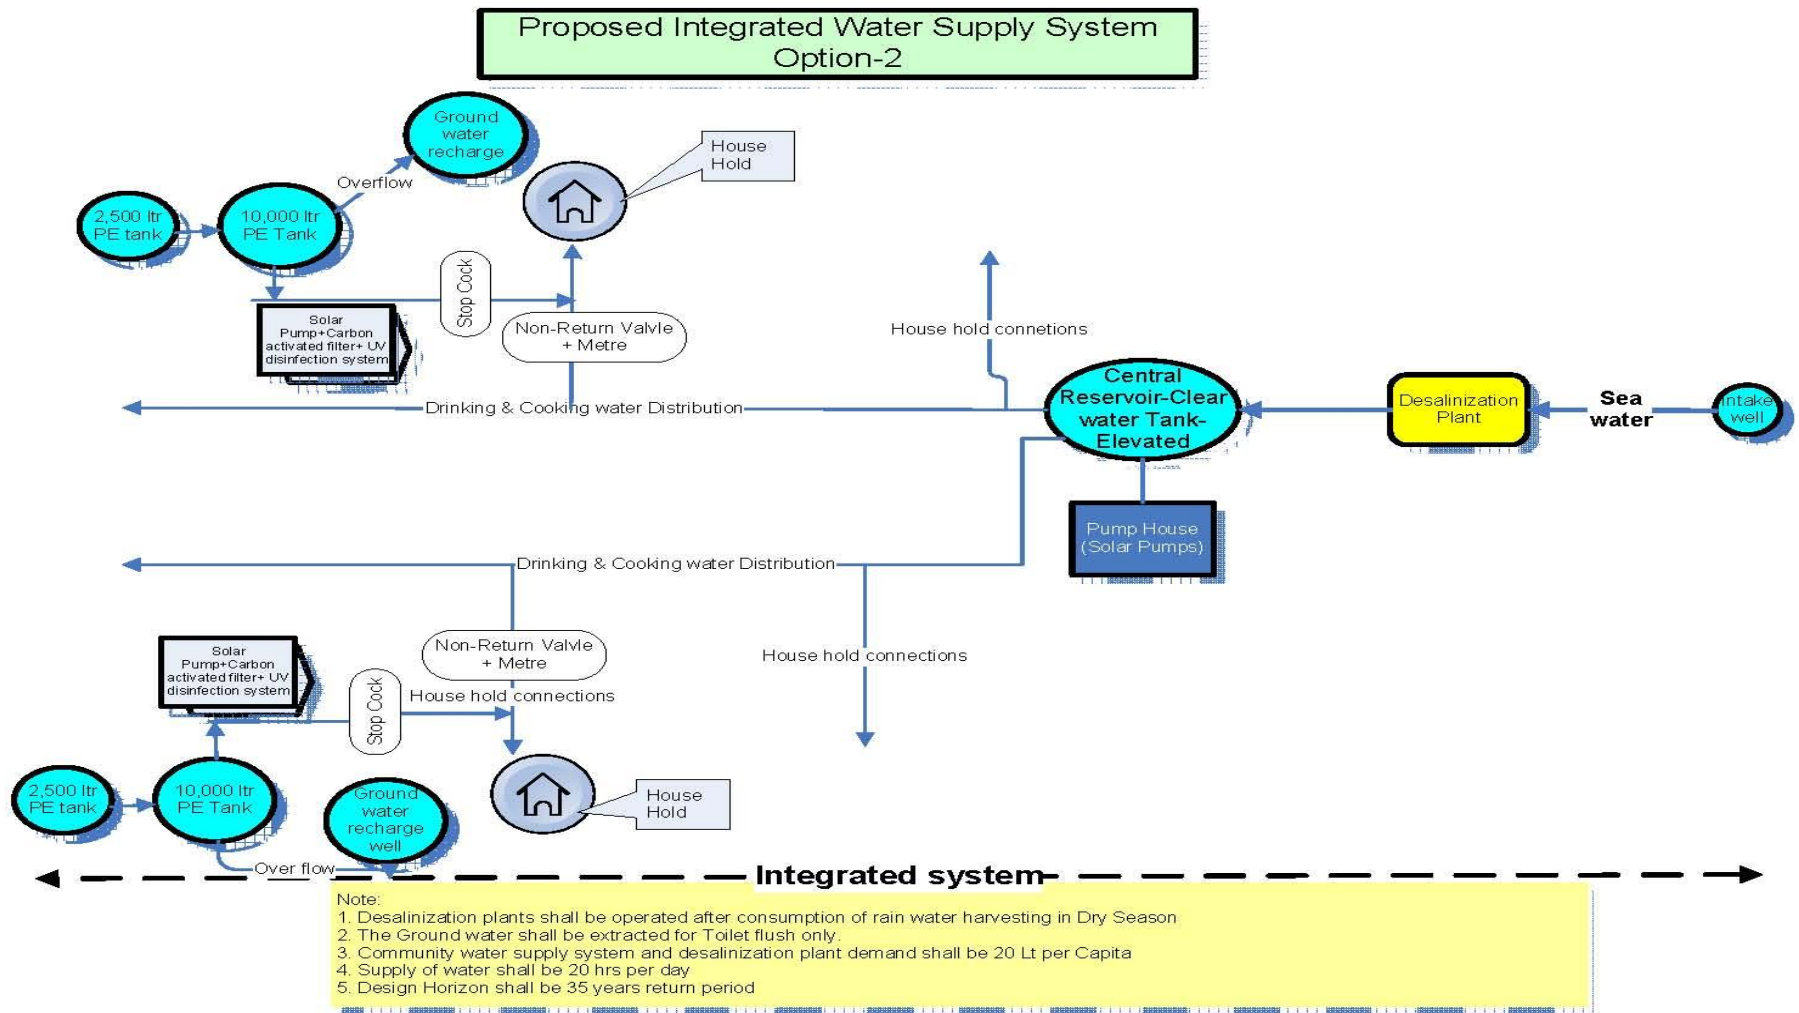 Proposed Integrated Water Supply System
Option-2
Ground
water
recharge
House
Hold
Overflow
2,500 ltr
PE tank
10,000 ltr
PE Tank
Stop Cock
Solar
Pump+Carbon
activated filter+ UV
disinfection system
Non-Return Valvle
+ Metre
House hold connetions
Central
Reservoir-Clear
water Tank-
Elevated
Desalinization
Plant
Sea
water
Intake
well
Drinking & Cooking water Distribution
Pump House
(Solar Pumps)
Drinking & Cooking water Distribution
Solar
Pump+Carbon
activated filter+ UV
disinfection system
Non-Return Valvle
+ Metre
House hold connections
Stop Cock
House hold connections
2,500 ltr
PE tank
10,000 ltr
PE Tank
Ground
water
recharge
well
House
Hold
Over flow
Integrated system
Note:
1. Desalinization plants shall be operated after consumption of rain water harvesting in Dry Season
2. The Ground water shall be extracted for Toilet flush only.
3. Community water supply system and desalinization plant demand shall be 20 Lt per Capita
4. Supply of water shall be 20 hrs per day
5. Design Horizon shall be 35 years return period